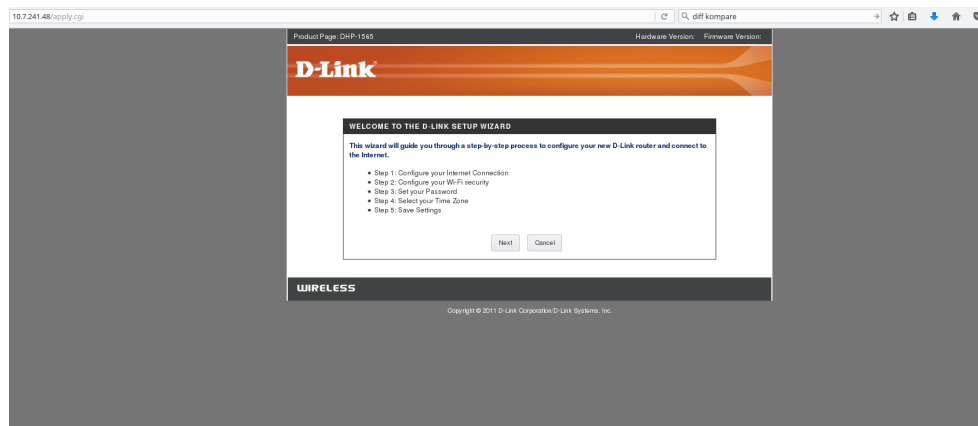 10.7.241.48/apply.cgi
diff kompare
Product Page: DHP-1565 Hardware Version: Firmware Version:
D-Link
WELCOME TO THE D-LINK SETUP WIZARD
This wizard will guide you through a step-by-step process to configure your new D-Link router and connect to
the Internet.
• Step 1: Configure your Internet Connection
• Step 2: Configure your Wi-Fi security
• Step 3: Set your Password
• Step 4: Select your Time Zone
• Step 5: Save Settings
Next Cancel
WIRELESS
Copyright © 2011 D-Link Corporation/D-Link Systems, Inc.